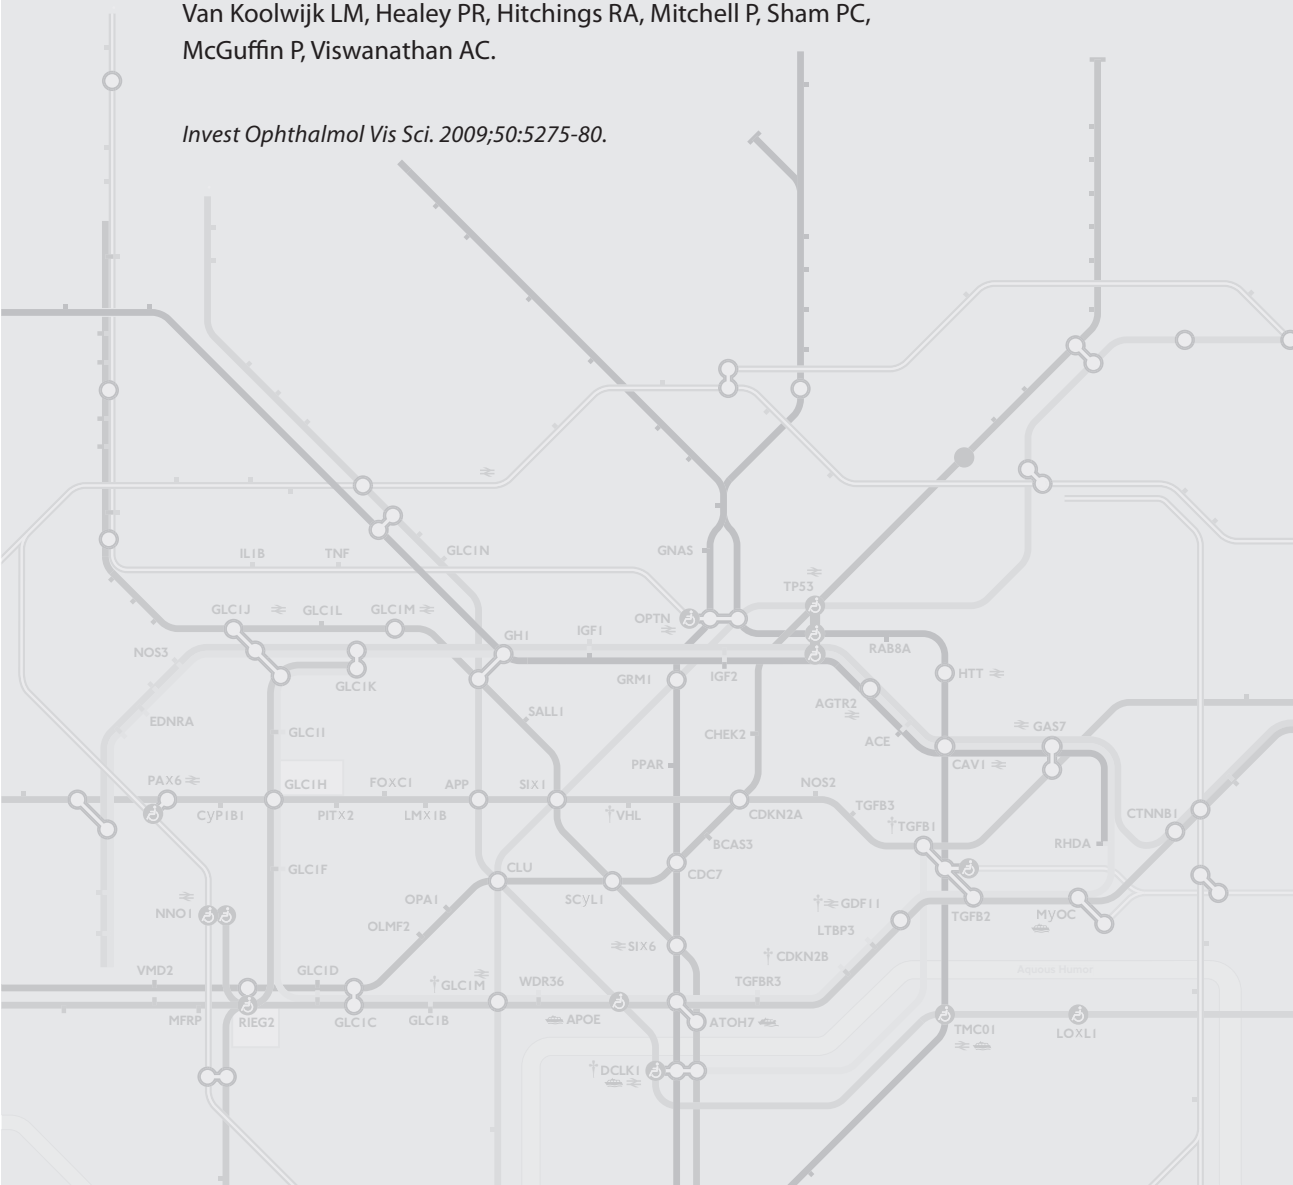 Van Koolwijk LM, Healey PR, Hitchings RA, Mitchell P, Sham PC,
McGuffin P, Viswanathan AC.
Invest Ophthalmol Vis Sci. 2009;50:5275-80.
IL1B
TNF
GLC1N
GNAS
TP53
GLC1J
GLC1L
GLC1M
OPTN
NOS3
GH1
IGF1
RAB8A
GLC1K
GRM1
IGF2
HTT
EDNRA
GLC1I
SALL1
CHEK2
AGTR2
ACE
GAS7
PPAR
CAV1
PAX6
GLC1H
FOXC1
APP
SIX1
NOS2
CYP1B1
PITX2
LMX1B
†VHL
CDKN2A
TGFB3
†TGFB1
CTNNB1
BCAS3
RHDA
GLC1F
CLU
CDC7
OPA1
SCYL1
NNO1
OLMF2
†GDF11
TGFB2
MYOC
LTBP3
SIX6
†CDKN2B
VMD2
GLC1D
†GLC1M
WDR36
TGFBR3
Aquous Humor
MFRP
RIEG2
GLC1C
GLC1B
APOE
ATOH7
TMC01
LOXL1
†DCLK1